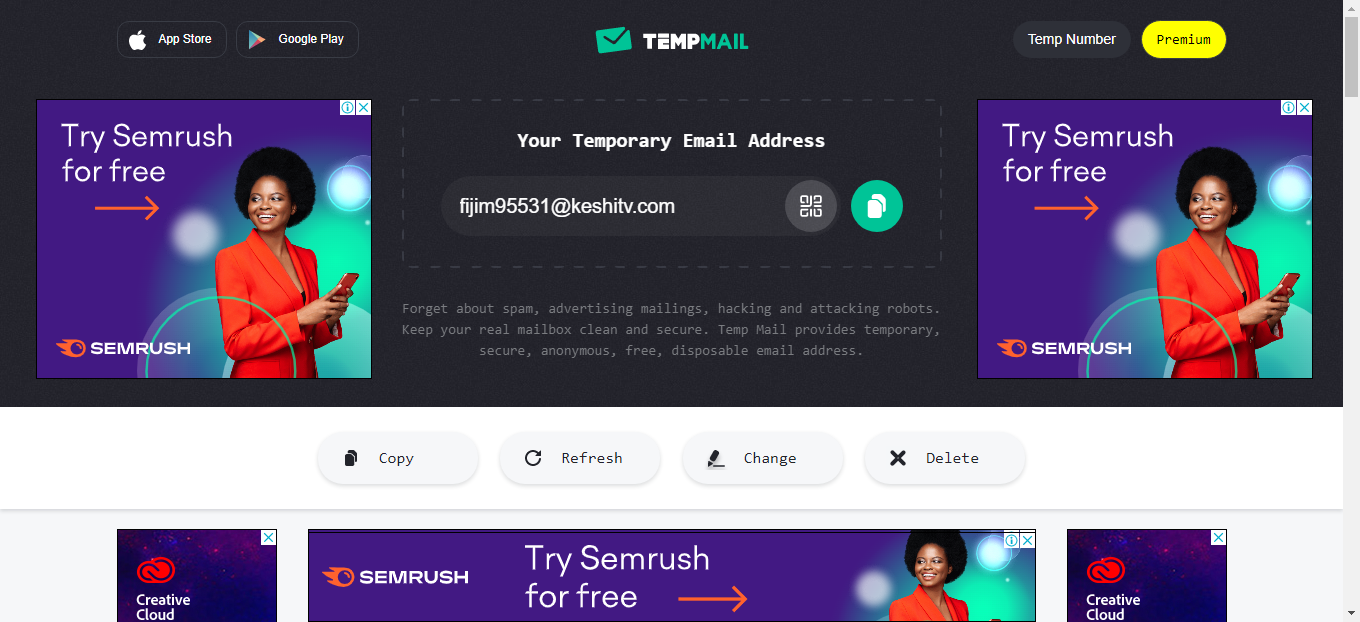 App Store
Google Play
TEMPMAIL
Temp Number
Premium
Try Semrush
for free
SEMRUSH
Your Temporary Email Address
fijim95531@keshitv.com
Forget about spam, advertising mailings, hacking and attacking robots.
Keep your real mailbox clean and secure. Temp Mail provides temporary,
secure, anonymous, free, disposable email address.
Try Semrush
for free
SEMRUSH
Copy
Refresh
Change
Delete
Creative
Cloud
SEMRUSH
Try Semrush
for free
Creative
Cloud